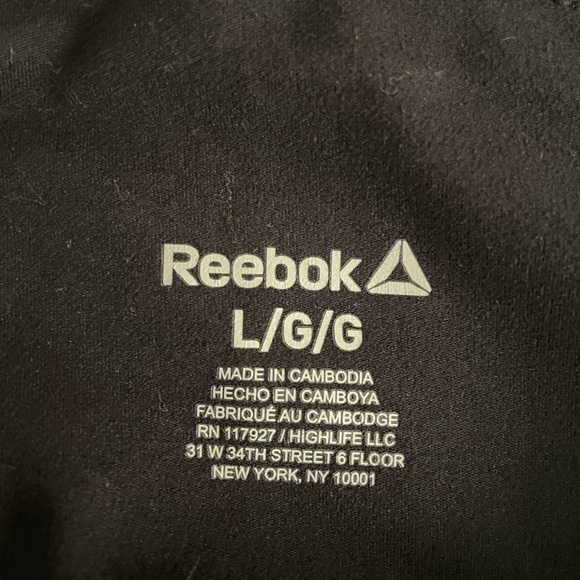 Reebok
L/G/G
MADE IN CAMBODIA
HECHO EN CAMBOYA
FABRIQUÉ AU CAMBODGE
RN 117927 / HIGHLIFE LLC
31 W 34TH STREET 6 FLOOR
NEW YORK, NY 10001